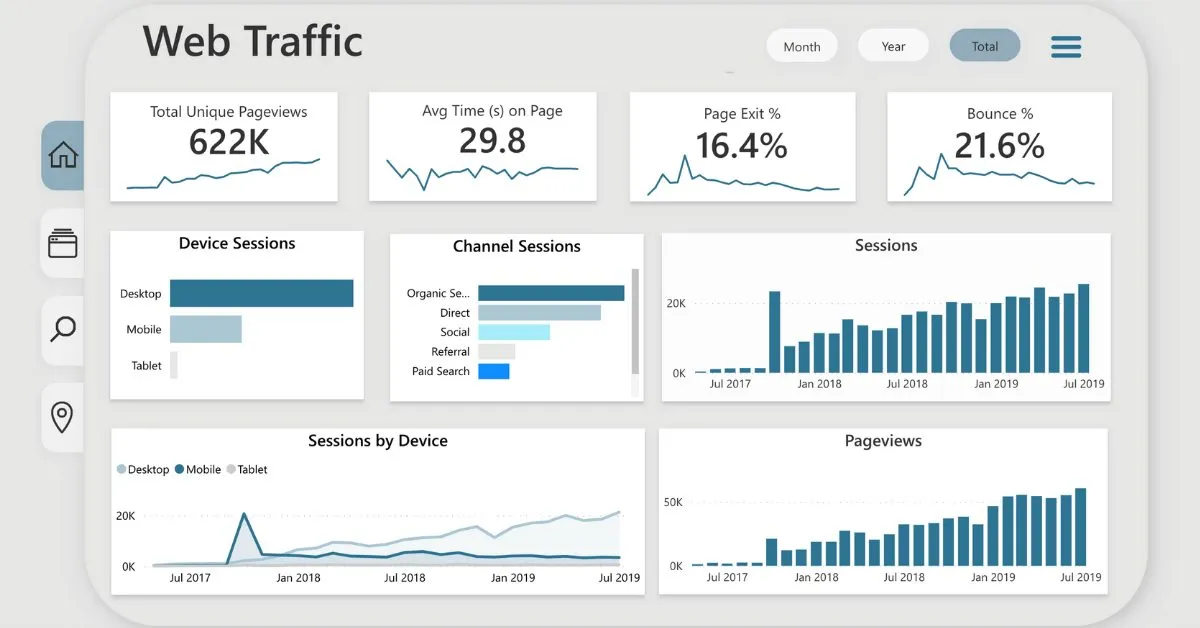 Web Traffic
Month
Year
Total
Total Unique Pageviews
622K
Avg Time (s) on Page
29.8
Page Exit %
16.4%
Bounce %
21.6%
Device Sessions
Desktop
Mobile
Tablet
Channel Sessions
Organic Se...
Direct
Social
Referral
Paid Search
Sessions
20K
0K
Jul 2017 Jan 2018 Jul 2018 Jan 2019 Jul 2019
Sessions by Device
Desktop Mobile Tablet
20K
0K
Jul 2017 Jan 2018 Jul 2018 Jan 2019 Jul 2019
Pageviews
50K
0K
Jul 2017 Jan 2018 Jul 2018 Jan 2019 Jul 2019